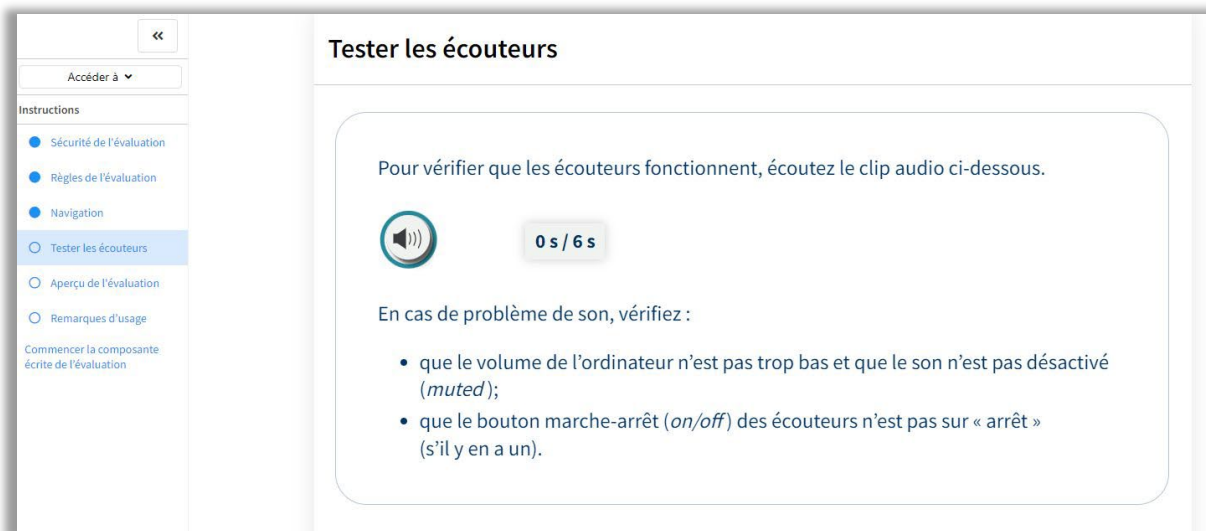 «
Accéder à
Instructions
Sécurité de l'évaluation
Règles de l'évaluation
Navigation
Tester les écouteurs
Aperçu de l'évaluation
Remarques d'usage
Commencer la composante
écrite de l'évaluation
Tester les écouteurs
Pour vérifier que les écouteurs fonctionnent, écoutez le clip audio ci-dessous.
0 s / 6 s
En cas de problème de son, vérifiez :
• que le volume de l’ordinateur n’est pas trop bas et que le son n’est pas désactivé
(muted);
• que le bouton marche-arrêt (on/off) des écouteurs n’est pas sur « arrêt »
(s’il y en a un).